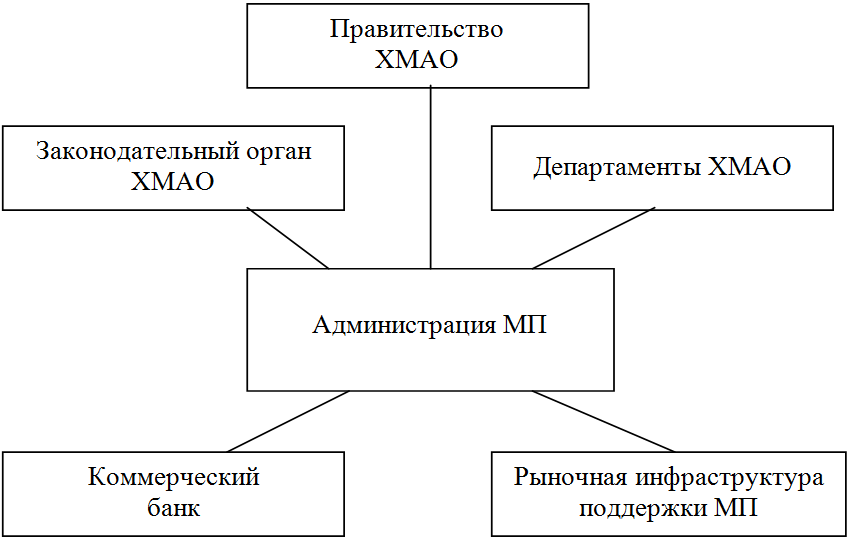 Правительство
ХМАО
Законодательный орган
ХМАО
Департаменты ХМАО
Администрация МП
Коммерческий
банк
Рыночная инфраструктура
поддержки МП